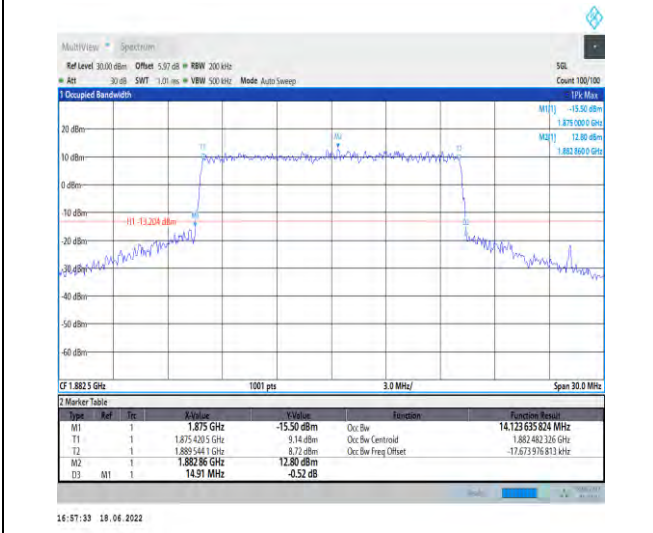 MultiView Spectrum
Ref Level 30.00 dBm Offset 5.97 dB RBW 200 kHz SGL
Att 30 dB SWT 1.01 ms VBW 500 kHz Mode Auto Sweep Count 100/100
1 Occupied Bandwidth 1Pk Max
M1[1] -15.50 dBm
1.875 000 0 GHz
M2[1] 12.80 dBm
1.882 860 0 GHz
20 dBm
M2
T1 T2
10 dBm
0 dBm
-10 dBm
H1 -13.204 dBm
-20 dBm
-30 dBm
-40 dBm
-50 dBm
-60 dBm
CF 1.882 5 GHz 1001 pts 3.0 MHz/ Span 30.0 MHz
2 Marker Table
Type Ref Trc X-Value Y-Value Function Function Result
M1 1 1.875 GHz -15.50 dBm Occ Bw 14.123 635 824 MHz
T1 1 1.875 420 5 GHz 9.14 dBm Occ Bw Centroid 1.882 482 326 GHz
T2 1 1.889 544 1 GHz 8.72 dBm Occ Bw Freq Offset -17.673 976 813 kHz
M2 1 1.882 86 GHz 12.80 dBm
D3 M1 1 14.91 MHz -0.52 dB
16:57:33 18.06.2022